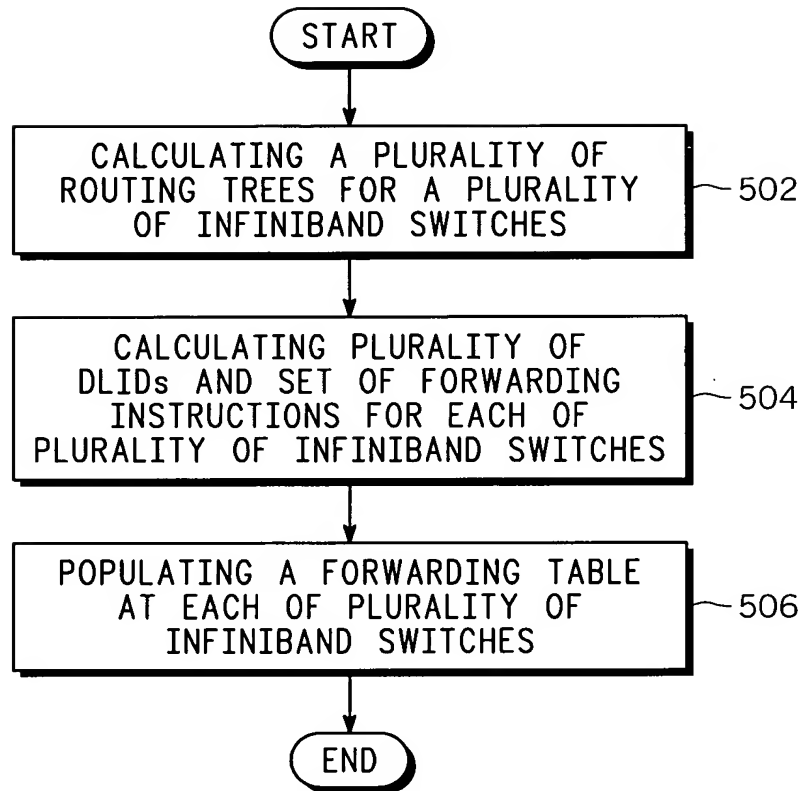 START
CALCULATING A PLURALITY OF
ROUTING TREES FOR A PLURALITY
OF INFINIBAND SWITCHES
502
CALCULATING PLURALITY OF
DLIDs AND SET OF FORWARDING
INSTRUCTIONS FOR EACH OF
PLURALITY OF INFINIBAND SWITCHES
504
POPULATING A FORWARDING TABLE
AT EACH OF PLURALITY OF
INFINIBAND SWITCHES
506
END